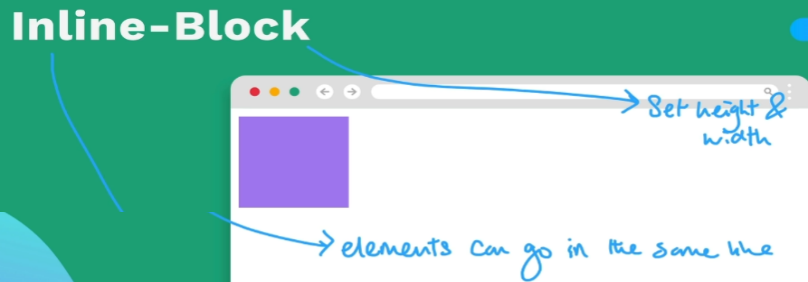 Inline-Block
Set height &
width
elements can go in the same line